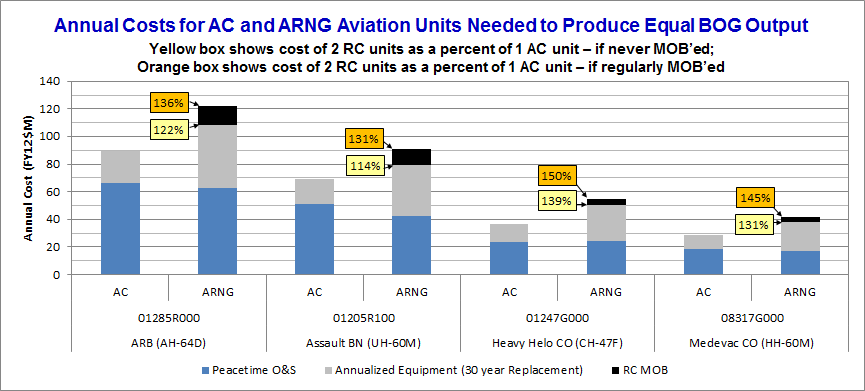 Annual Costs for AC and ARNG Aviation Units Needed to Produce Equal BOG Output
Yellow box shows cost of 2 RC units as a percent of 1 AC unit – if never MOB'ed;
Orange box shows cost of 2 RC units as a percent of 1 AC unit – if regularly MOB'ed
Annual Cost (FY12$M)
140
120
100
80
60
40
20
0
136%
122%
131%
114%
150%
139%
145%
131%
AC ARNG AC ARNG AC ARNG AC ARNG
01285R000 01205R100 01247G000 08317G000
ARB (AH-64D) Assault BN (UH-60M) Heavy Helo CO (CH-47F) Medevac CO (HH-60M)
Peacetime O&S Annualized Equipment (30 year Replacement) RC MOB